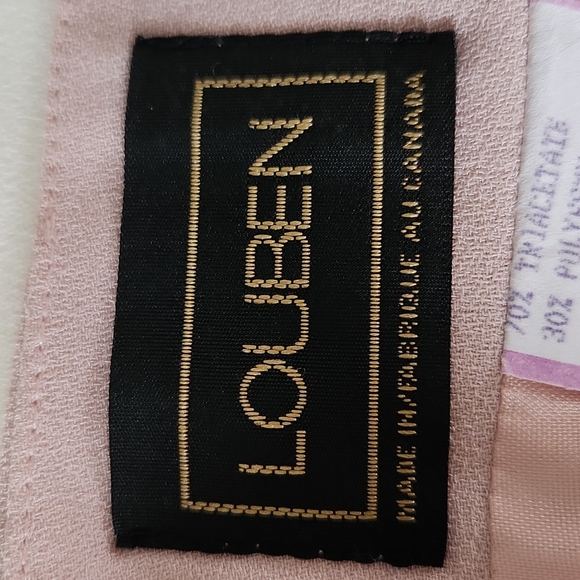 LOUBEN
MADE IN/FABRIQUE AU CANADA
70% TRIACETATE
30% POLYESTER